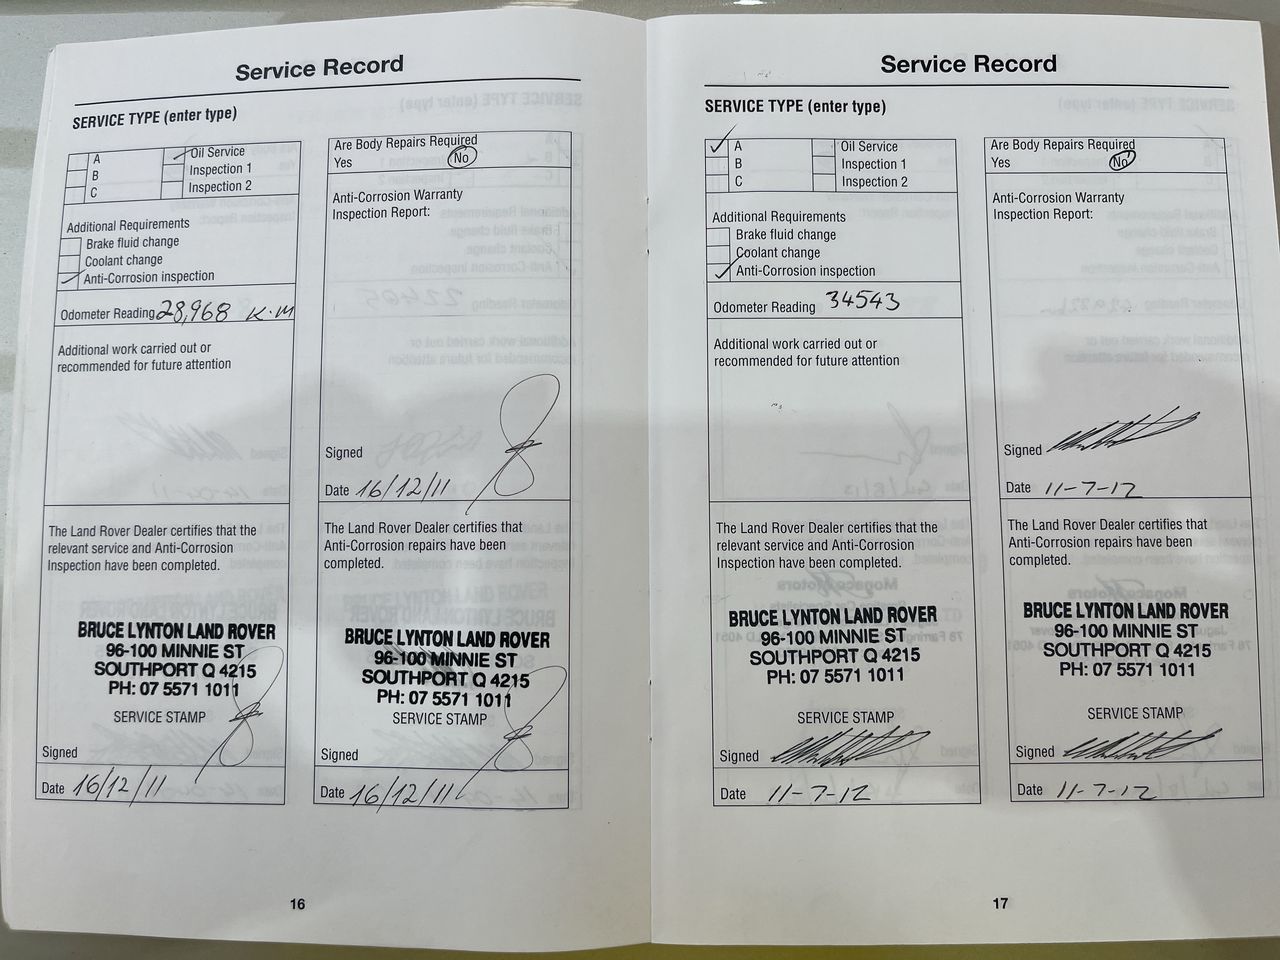 Service Record
SERVICE TYPE (enter type)
A
B
C
Oil Service
Inspection 1
Inspection 2
Additional Requirements
Brake fluid change
Coolant change
Anti-Corrosion inspection
Odometer Reading 28,968 K.M
Additional work carried out or
recommended for future attention
The Land Rover Dealer certifies that the
relevant service and Anti-Corrosion
Inspection have been completed.
BRUCE LYNTON LAND ROVER
96-100 MINNIE ST
SOUTHPORT Q 4215
PH: 07 5571 1011
SERVICE STAMP
Signed
Date 16/12/11
Are Body Repairs Required
Yes No
Anti-Corrosion Warranty
Inspection Report:
Signed
Date 16/12/11
The Land Rover Dealer certifies that
Anti-Corrosion repairs have been
completed.
BRUCE LYNTON LAND ROVER
96-100 MINNIE ST
SOUTHPORT Q 4215
PH: 07 5571 1011
SERVICE STAMP
Signed
Date 16/12/11
16
Service Record
SERVICE TYPE (enter type)
A
B
C
Oil Service
Inspection 1
Inspection 2
Additional Requirements
Brake fluid change
Coolant change
Anti-Corrosion inspection
Odometer Reading 34543
Additional work carried out or
recommended for future attention
The Land Rover Dealer certifies that the
relevant service and Anti-Corrosion
Inspection have been completed.
BRUCE LYNTON LAND ROVER
96-100 MINNIE ST
SOUTHPORT Q 4215
PH: 07 5571 1011
SERVICE STAMP
Signed
Date 11-7-12
Are Body Repairs Required
Yes No
Anti-Corrosion Warranty
Inspection Report:
Signed
Date 11-7-12
The Land Rover Dealer certifies that
Anti-Corrosion repairs have been
completed.
BRUCE LYNTON LAND ROVER
96-100 MINNIE ST
SOUTHPORT Q 4215
PH: 07 5571 1011
SERVICE STAMP
Signed
Date 11-7-12
17